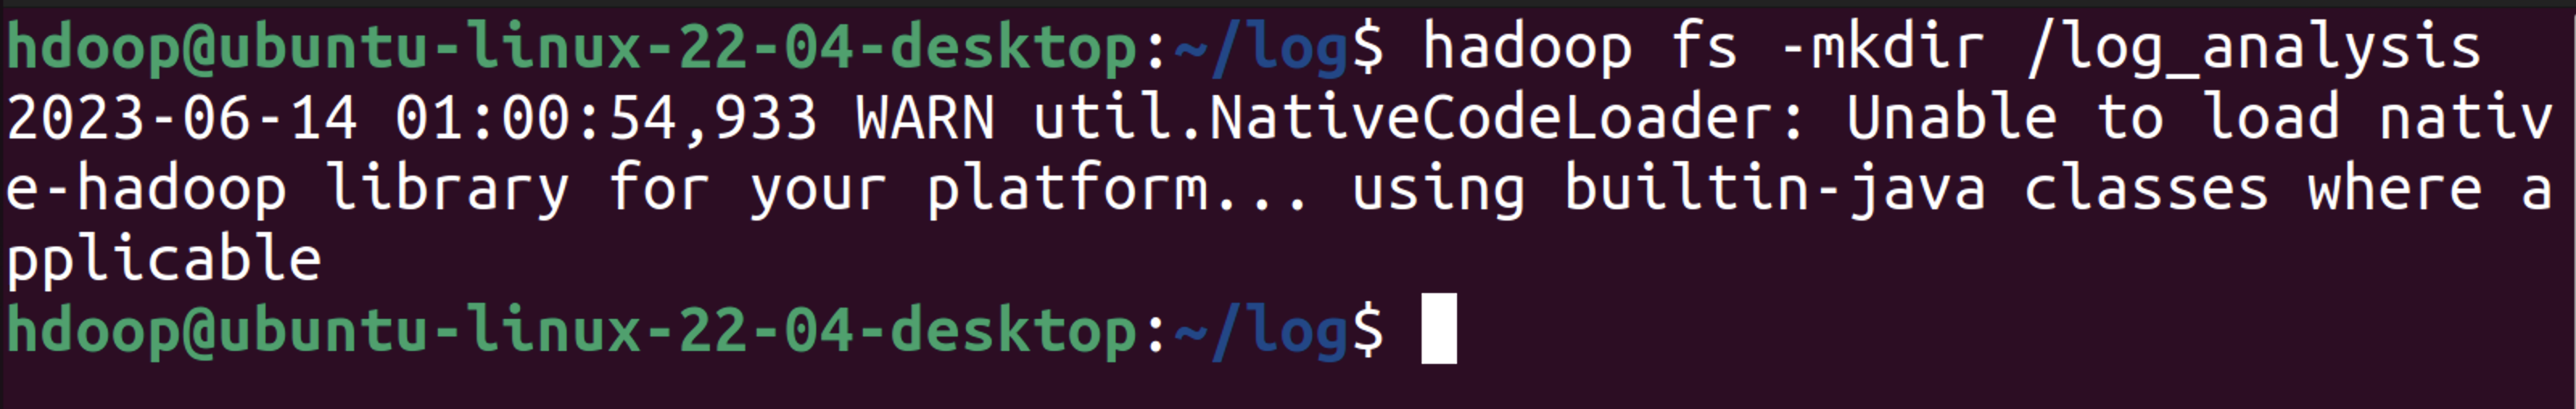 hdoop@ubuntu-linux-22-04-desktop:~/log$ hadoop fs -mkdir /log_analysis
2023-06-14 01:00:54,933 WARN util.NativeCodeLoader: Unable to load nativ
e-hadoop library for your platform... using builtin-java classes where a
pplicable
hdoop@ubuntu-linux-22-04-desktop:~/log$